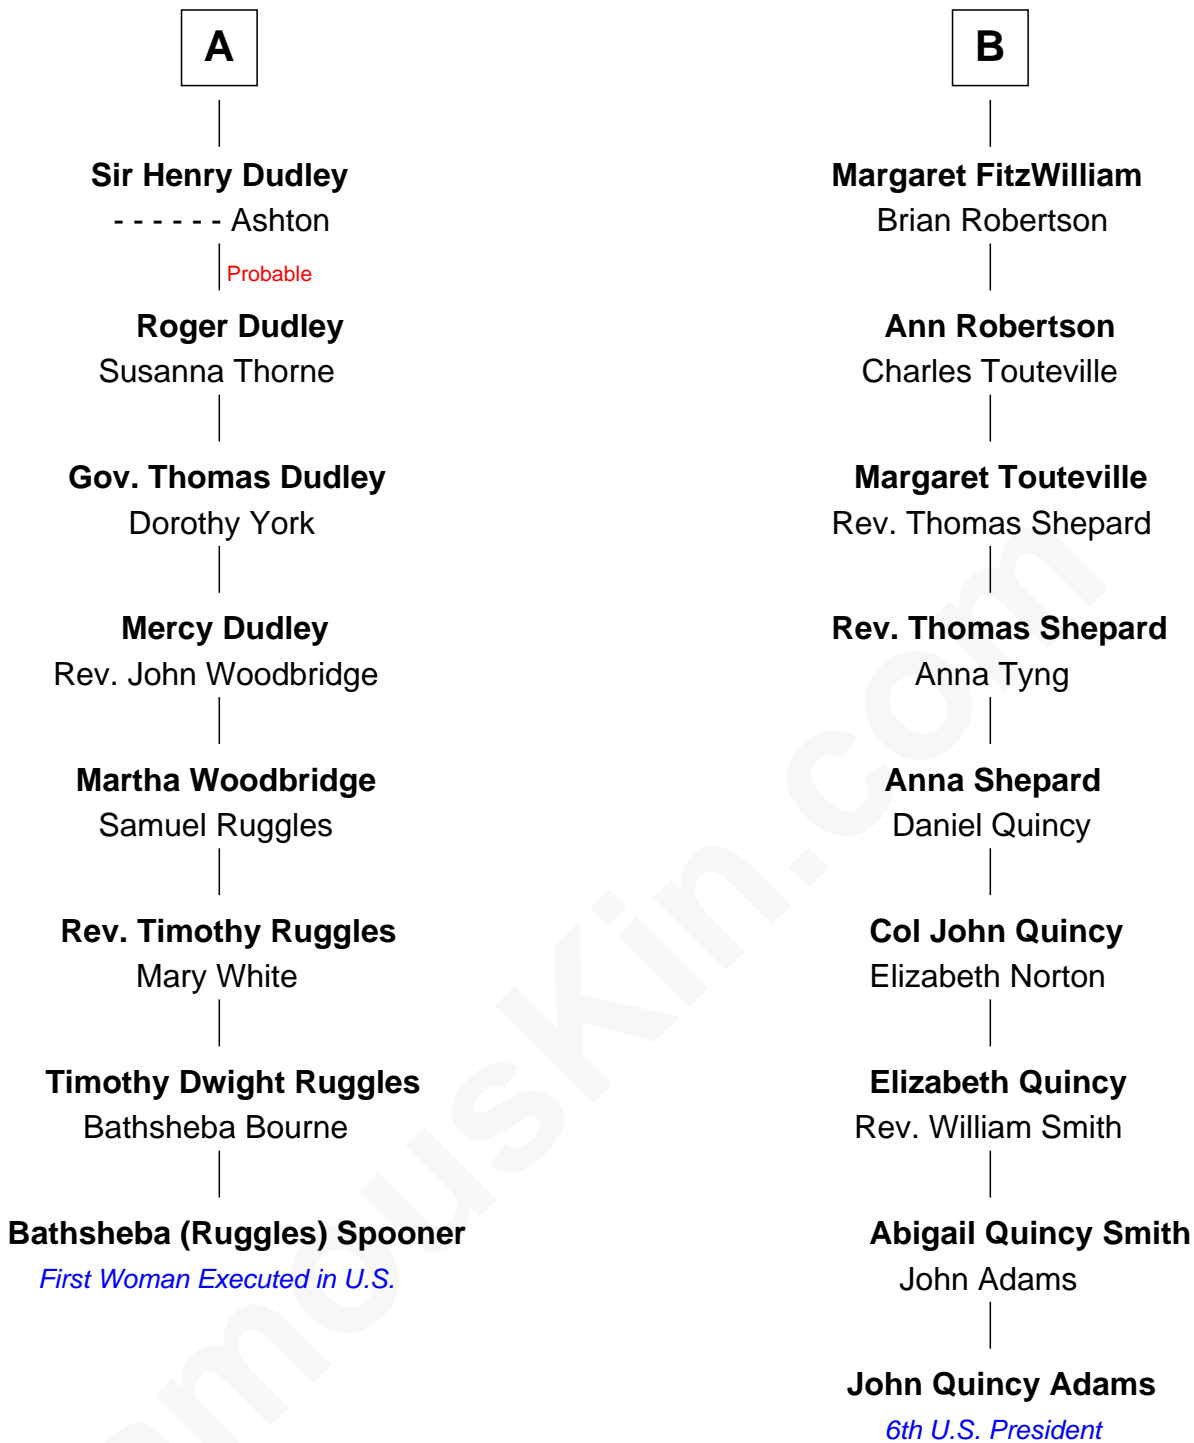 A
Sir Henry Dudley
- - - - - - Ashton
Probable
Roger Dudley
Susanna Thorne
Gov. Thomas Dudley
Dorothy York
Mercy Dudley
Rev. John Woodbridge
Martha Woodbridge
Samuel Ruggles
Rev. Timothy Ruggles
Mary White
Timothy Dwight Ruggles
Bathsheba Bourne
Bathsheba (Ruggles) Spooner
First Woman Executed in U.S.
B
Margaret FitzWilliam
Brian Robertson
Ann Robertson
Charles Touteville
Margaret Touteville
Rev. Thomas Shepard
Rev. Thomas Shepard
Anna Tyng
Anna Shepard
Daniel Quincy
Col John Quincy
Elizabeth Norton
Elizabeth Quincy
Rev. William Smith
Abigail Quincy Smith
John Adams
John Quincy Adams
6th U.S. President